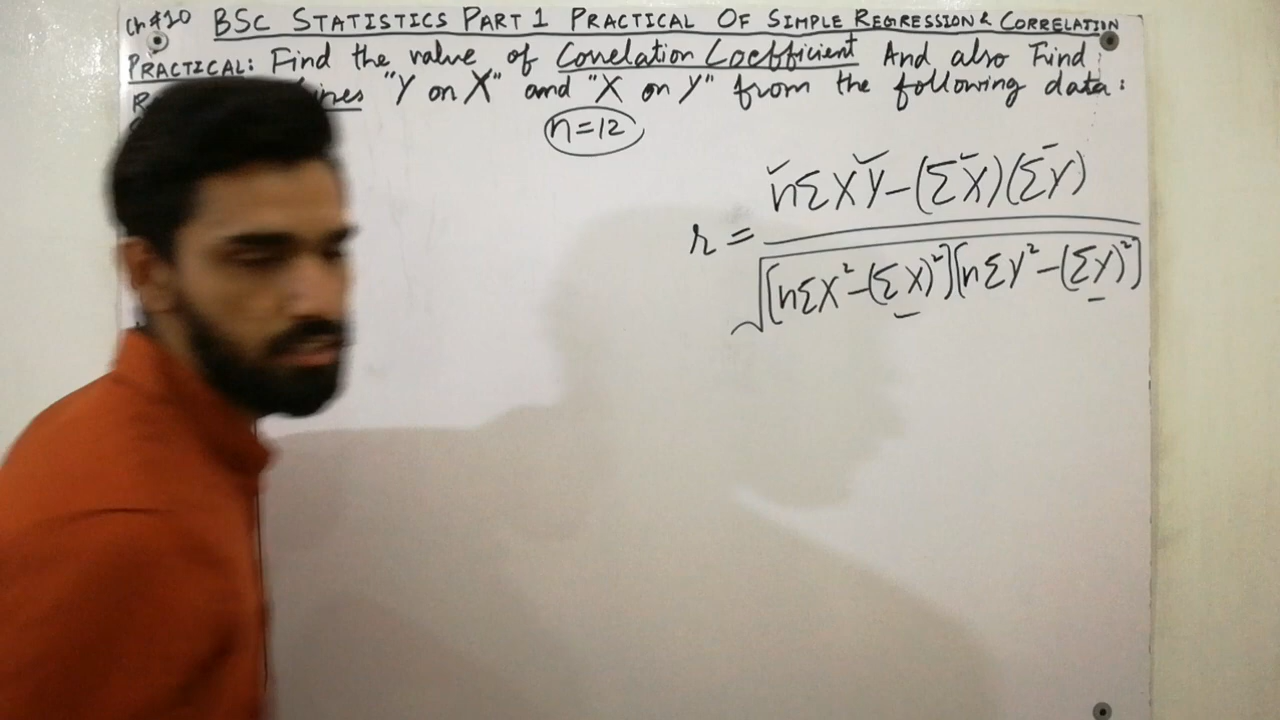 Ch # 10 BSC STATISTICS PART 1 PRACTICAL OF SIMPLE REGRESSION & CORRELATION
PRACTICAL: Find the value of Correlation Coefficient And also Find
"Y on X" and "X on Y" from the following data:
n=12
r = nΣXY-(ΣX)(ΣY)
√[nΣX²-(ΣX)²][nΣY²-(ΣY)²]